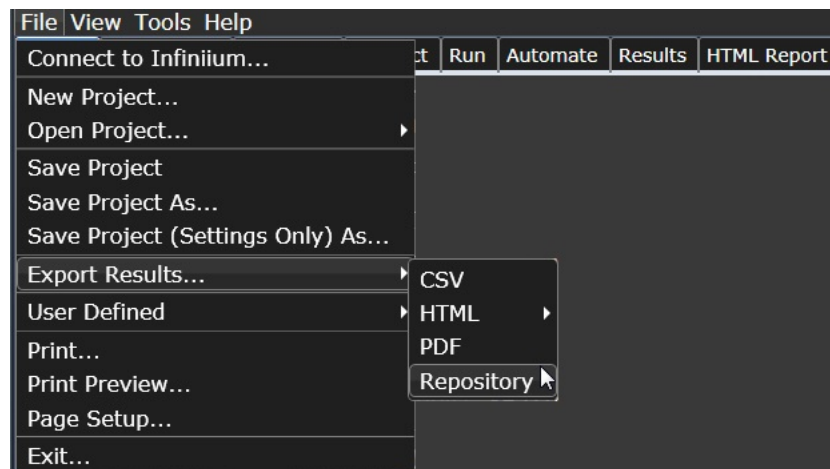 File View Tools Help
Connect to Infiniium... Run Automate Results HTML Report
New Project...
Open Project...
Save Project
Save Project As...
Save Project (Settings Only) As...
Export Results...
CSV
User Defined
HTML
Print...
PDF
Print Preview...
Repository
Page Setup...
Exit...